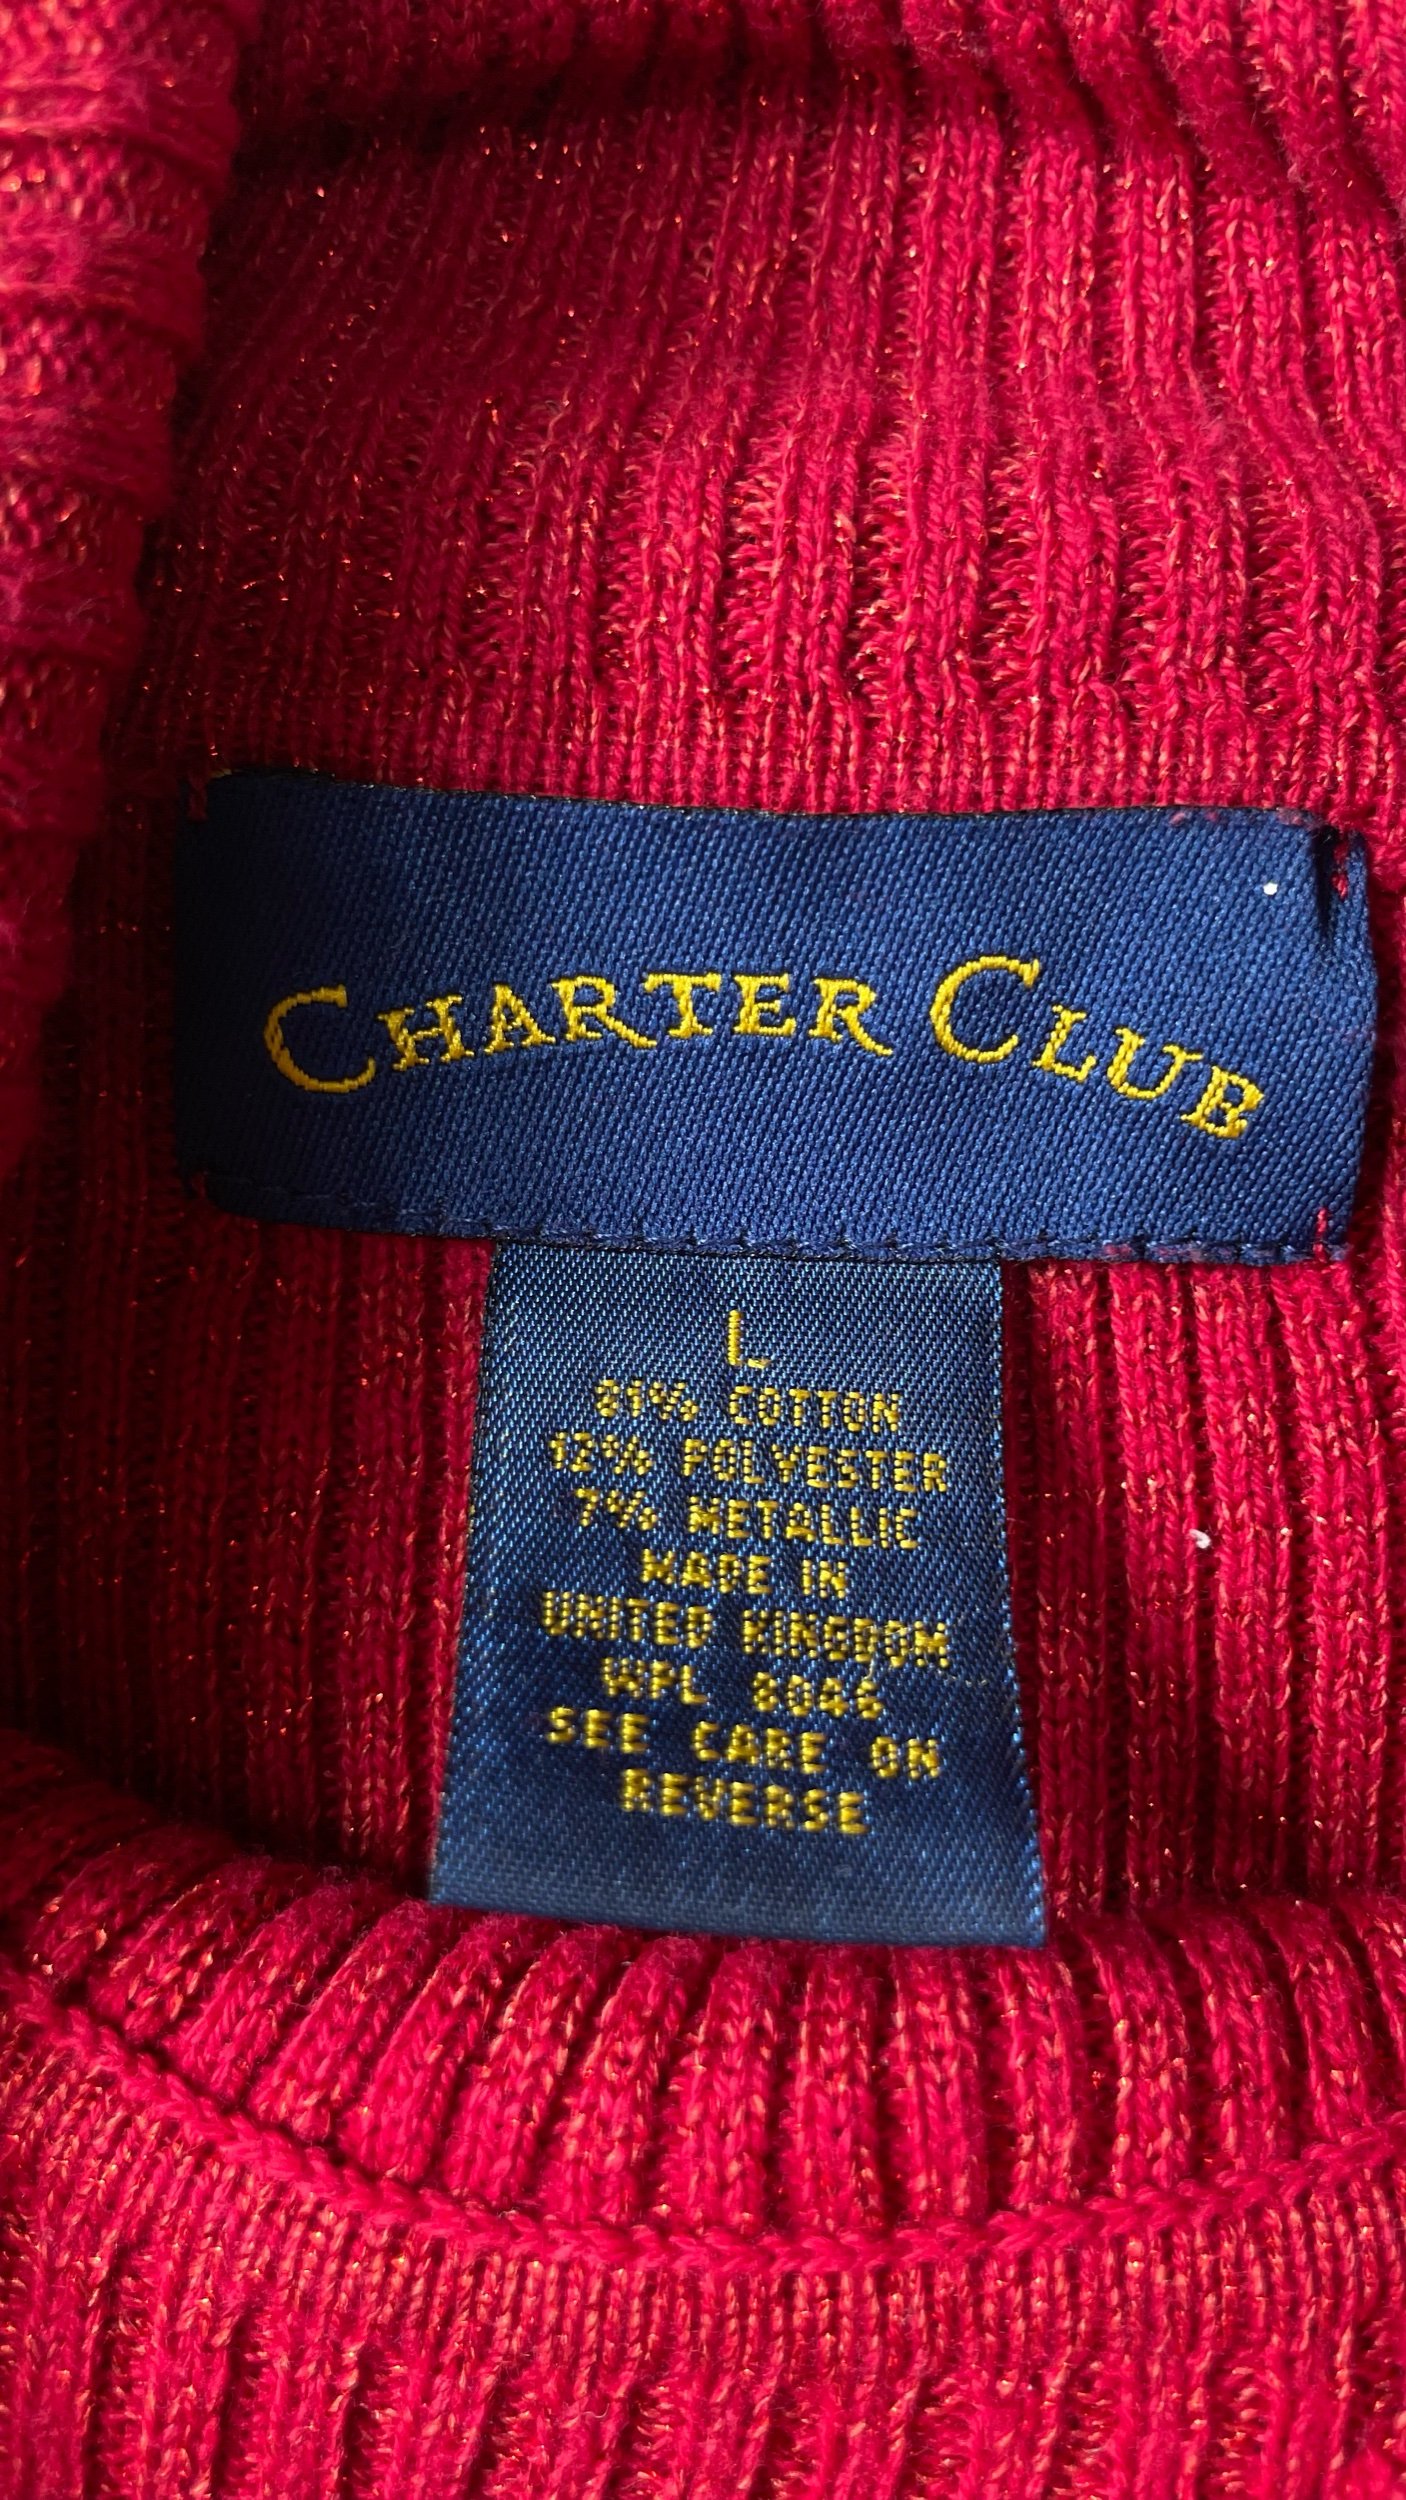 CHARTER CLUB
L
81% COTTON
12% POLYESTER
7% METALLIC
MADE IN
UNITED KINGDOM
WPL 8046
SEE CARE ON
REVERSE